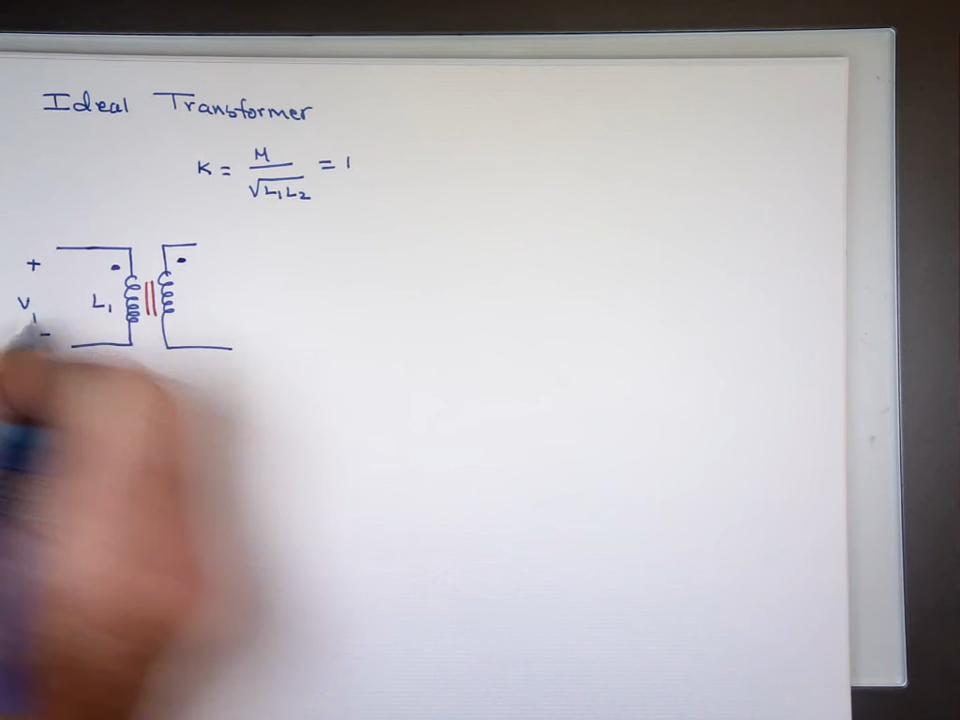 Ideal Transformer
K = M / √L₁L₂ = 1
+
V₁ L₁
-